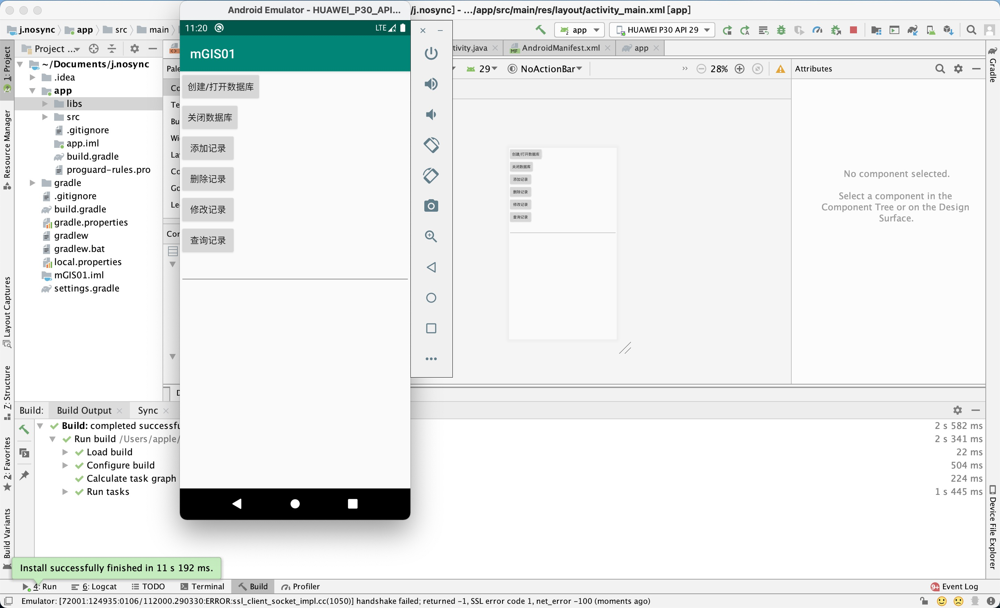 Android Emulator - HUAWEI_P30_API...
/j.nosync] - .../app/src/main/res/layout/activity_main.xml [app]
j.nosync
app
src
main
app
HUAWEI P30 API 29
1: Project
Resource Manager
Layout Captures
7: Structure
2: Favorites
Build Variants
Project ...
~/Documents/j.nosync
.idea
app
libs
src
.gitignore
app.iml
build.gradle
proguard-rules.pro
gradle
.gitignore
build.gradle
gradle.properties
gradlew
gradlew.bat
local.properties
mGIS01.iml
settings.gradle
Pale
Co
Te
Bu
Wi
La
Co
Go
Le
Cor
11:20
LTE
mGIS01
创建/打开数据库
关闭数据库
添加记录
删除记录
修改记录
查询记录
tivity.java
MF AndroidManifest.xml
app
29
NoActionBar
28%
创建/打开数据库
关闭数据库
添加记录
删除记录
修改记录
查询记录
Attributes
No component selected.
Select a component in the
Component Tree or on the Design
Surface.
Gradle
Device File Explorer
Build:
Build Output
Sync
Build: completed successfu
2 s 582 ms
Run build /Users/apple/
2 s 341 ms
Load build
22 ms
Configure build
504 ms
Calculate task graph
224 ms
Run tasks
1 s 445 ms
Install successfully finished in 11 s 192 ms.
4: Run
6: Logcat
TODO
Terminal
Build
Profiler
9+ Event Log
Emulator: [72001:124935:0106/112000.290330:ERROR:ssl_client_socket_impl.cc(1050)] handshake failed; returned -1, SSL error code 1, net_error -100 (moments ago)